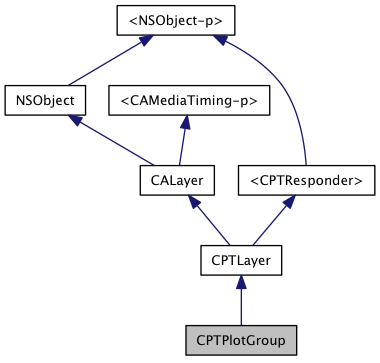 <NSObject-p>
NSObject
<CAMediaTiming-p>
CALayer
<CPTResponder>
CPTLayer
CPTPlotGroup